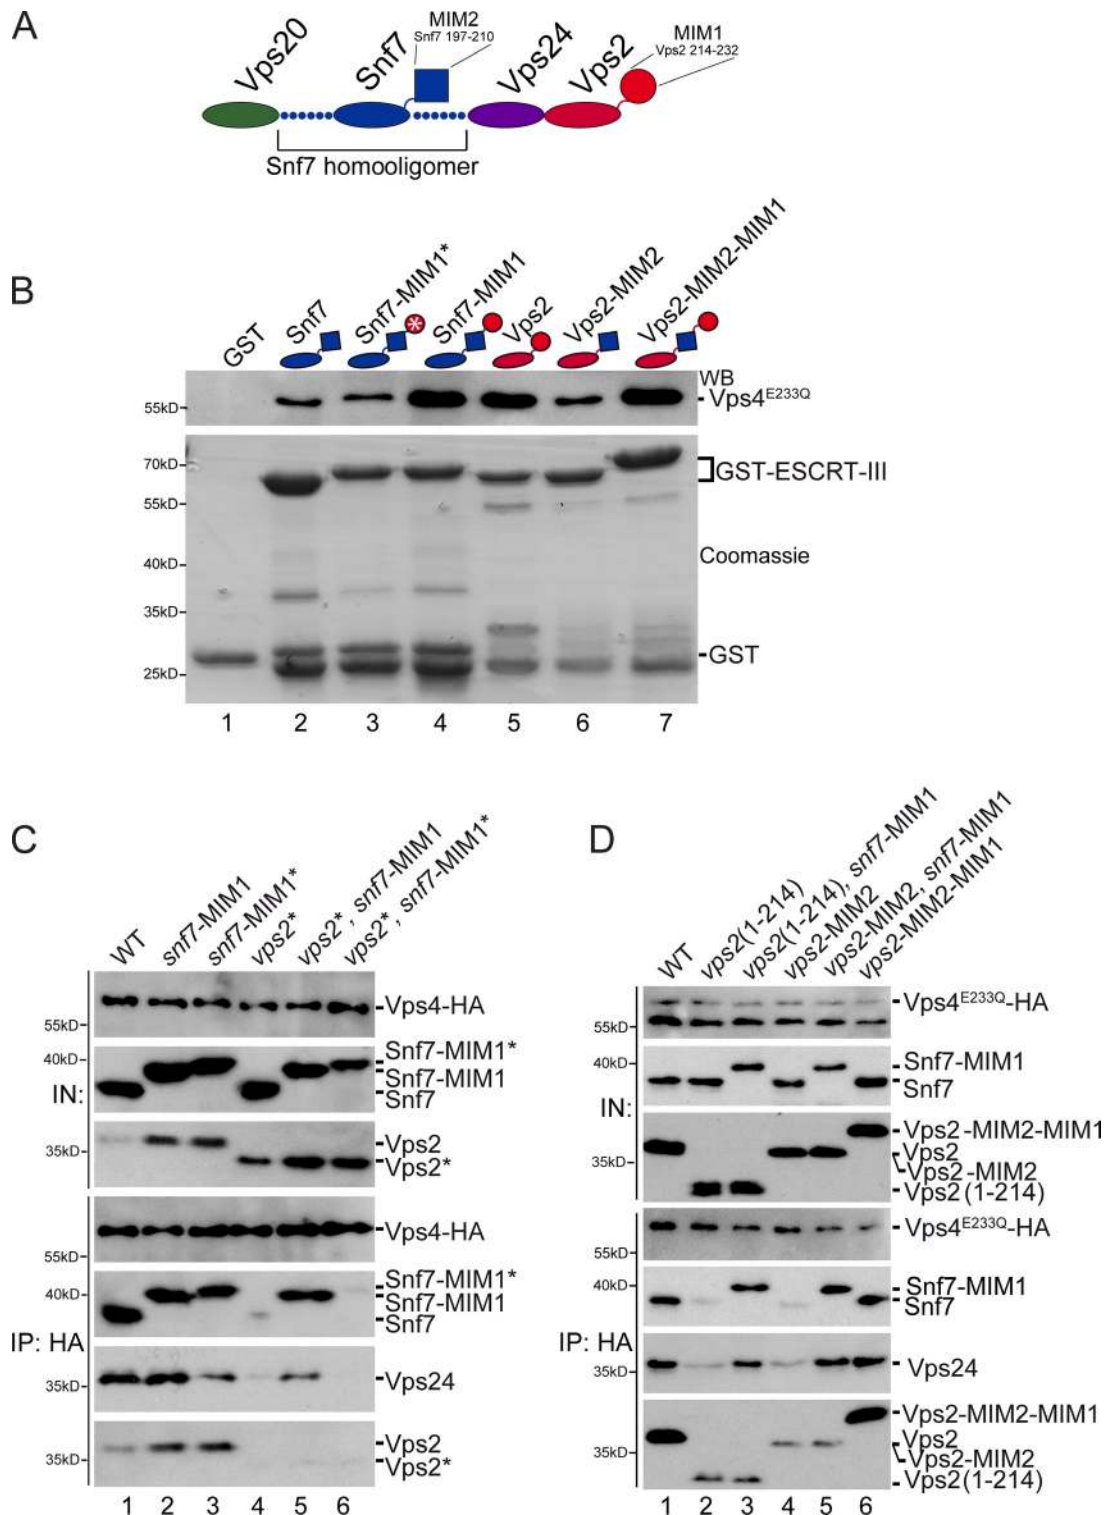 A
Vps20
Snf7
MIM2
Snf7 197-210
Vps24
Vps2
MIM1
Vps2 214-232
Snf7 homooligomer
B
GST
Snf7
Snf7-MIM1*
Snf7-MIM1
Vps2
Vps2-MIM2
Vps2-MIM2-MIM1
*
WB
55kD
Vps4E233Q
70kD
GST-ESCRT-III
55kD
Coomassie
40kD
35kD
GST
25kD
1 2 3 4 5 6 7
C
WT
snf7-MIM1
snf7-MIM1*
vps2*
vps2*, snf7-MIM1
vps2*, snf7-MIM1*
Vps4-HA
55kD
40kD
Snf7-MIM1*
Snf7-MIM1
IN:
Snf7
35kD
Vps2
Vps2*
Vps4-HA
55kD
Snf7-MIM1*
40kD
Snf7-MIM1
Snf7
IP: HA
35kD
Vps24
Vps2
35kD
Vps2*
1 2 3 4 5 6
D
WT
vps2(1-214)
vps2(1-214), snf7-MIM1
vps2-MIM2
vps2-MIM2, snf7-MIM1
vps2-MIM2-MIM1
Vps4E233Q-HA
55kD
40kD
Snf7-MIM1
Snf7
IN:
Vps2-MIM2-MIM1
Vps2
35kD
Vps2-MIM2
Vps2(1-214)
Vps4E233Q-HA
55kD
40kD
Snf7-MIM1
Snf7
IP: HA
Vps24
35kD
Vps2-MIM2-MIM1
Vps2
35kD
Vps2-MIM2
Vps2(1-214)
1 2 3 4 5 6